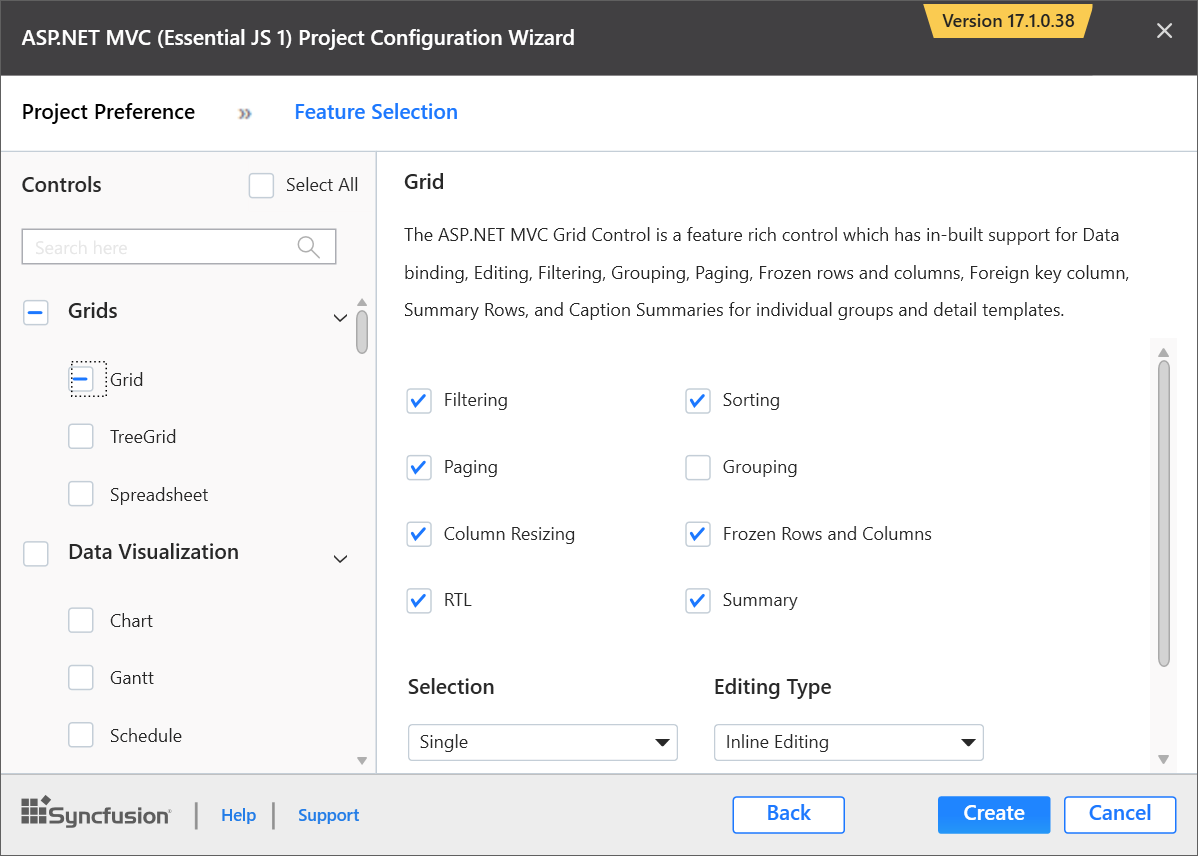 ASP.NET MVC (Essential JS 1) Project Configuration Wizard
Version 17.1.0.38
Project Preference
Feature Selection
Controls
Select All
Search here
Grids
Grid
TreeGrid
Spreadsheet
Data Visualization
Chart
Gantt
Schedule
Grid
The ASP.NET MVC Grid Control is a feature rich control which has in-built support for Data
binding, Editing, Filtering, Grouping, Paging, Frozen rows and columns, Foreign key column,
Summary Rows, and Caption Summaries for individual groups and detail templates.
Filtering
Sorting
Paging
Grouping
Column Resizing
Frozen Rows and Columns
RTL
Summary
Selection
Editing Type
Single
Inline Editing
Syncfusion
Help
Support
Back
Create
Cancel